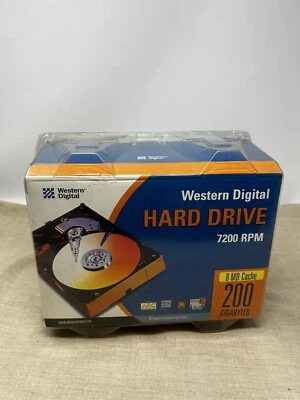 Western
Digital
Western Digital
HARD DRIVE
7200 RPM
8 MB Cache
200
GIGABYTES